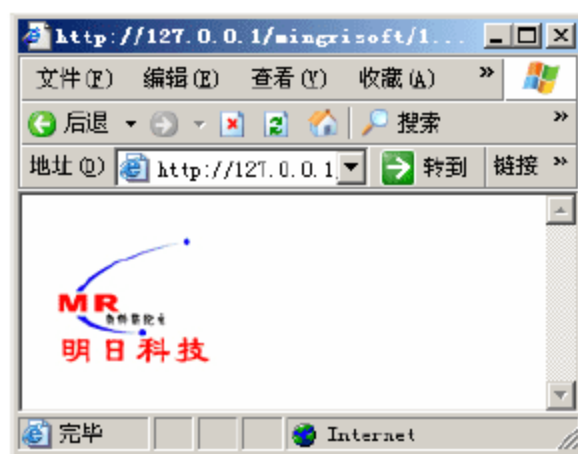 http://127.0.0.1/mingrisoft/1...
文件(F) 编辑(E) 查看(V) 收藏(A) »
后退 搜索 »
地址(D) http://127.0.0.1 转到 链接 »
MR
明日科技
完毕 Internet